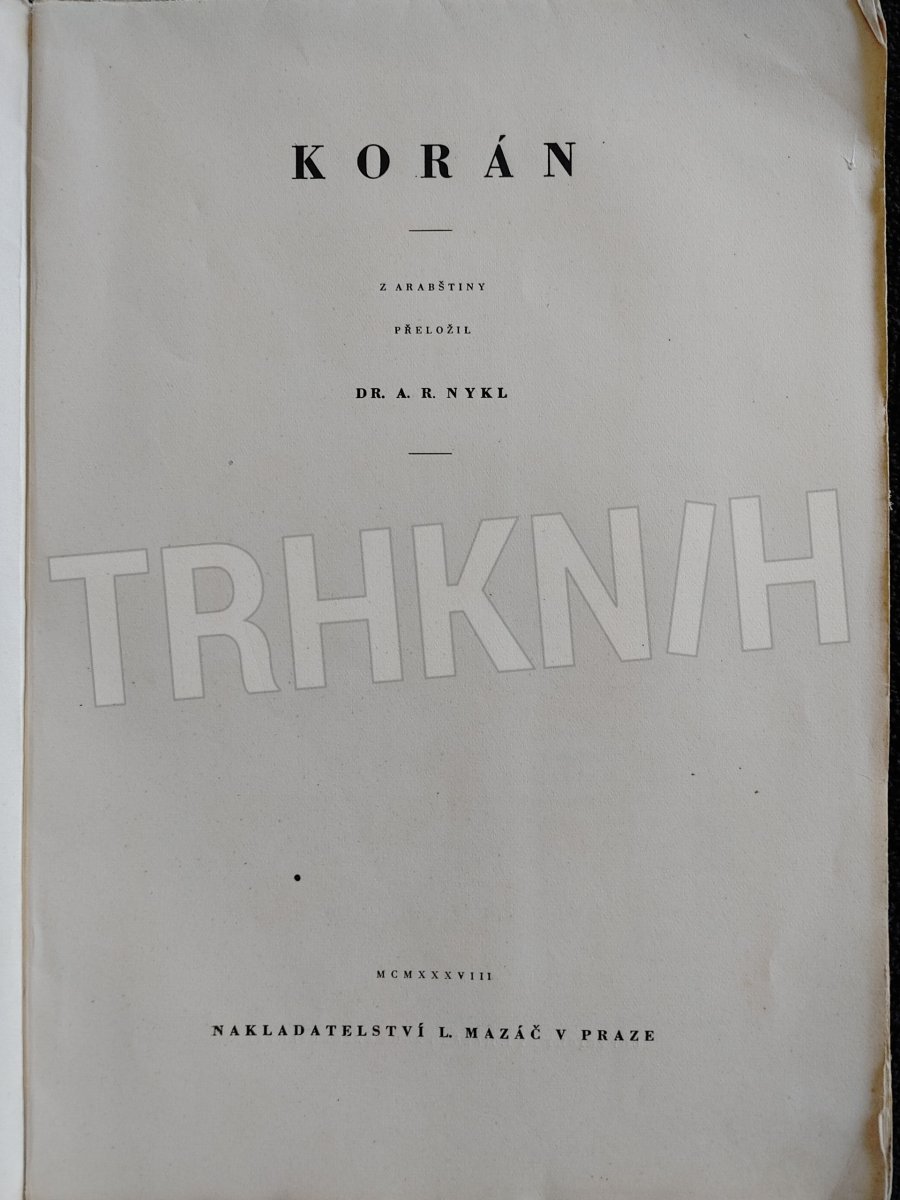 KORÁN
Z ARABŠTINY
PŘELOŽIL
DR. A. R. NYKL
TRHKNIH
MCMXXXVIII
NAKLADATELSTVÍ L. MAZÁČ V PRAZE